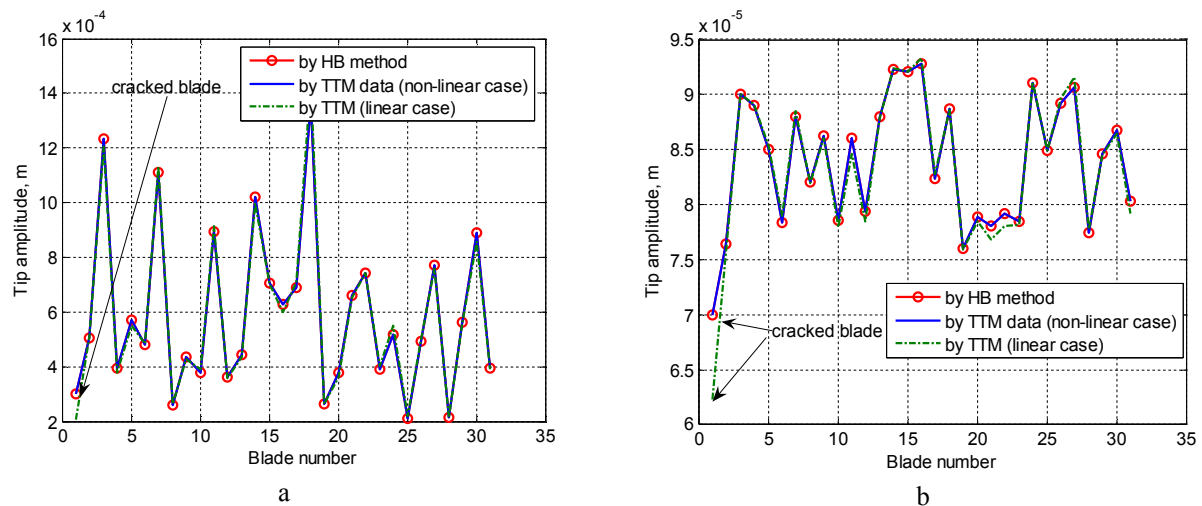 x 10-4
16
14
12
10
8
6
4
2
0
5
10
15
20
25
30
35
Tip amplitude, m
Blade number
by HB method
by TTM data (non-linear case)
by TTM (linear case)
cracked blade
a
x 10-5
9.5
9
8.5
8
7.5
7
6.5
6
0
5
10
15
20
25
30
35
Tip amplitude, m
Blade number
by HB method
by TTM data (non-linear case)
by TTM (linear case)
cracked blade
b